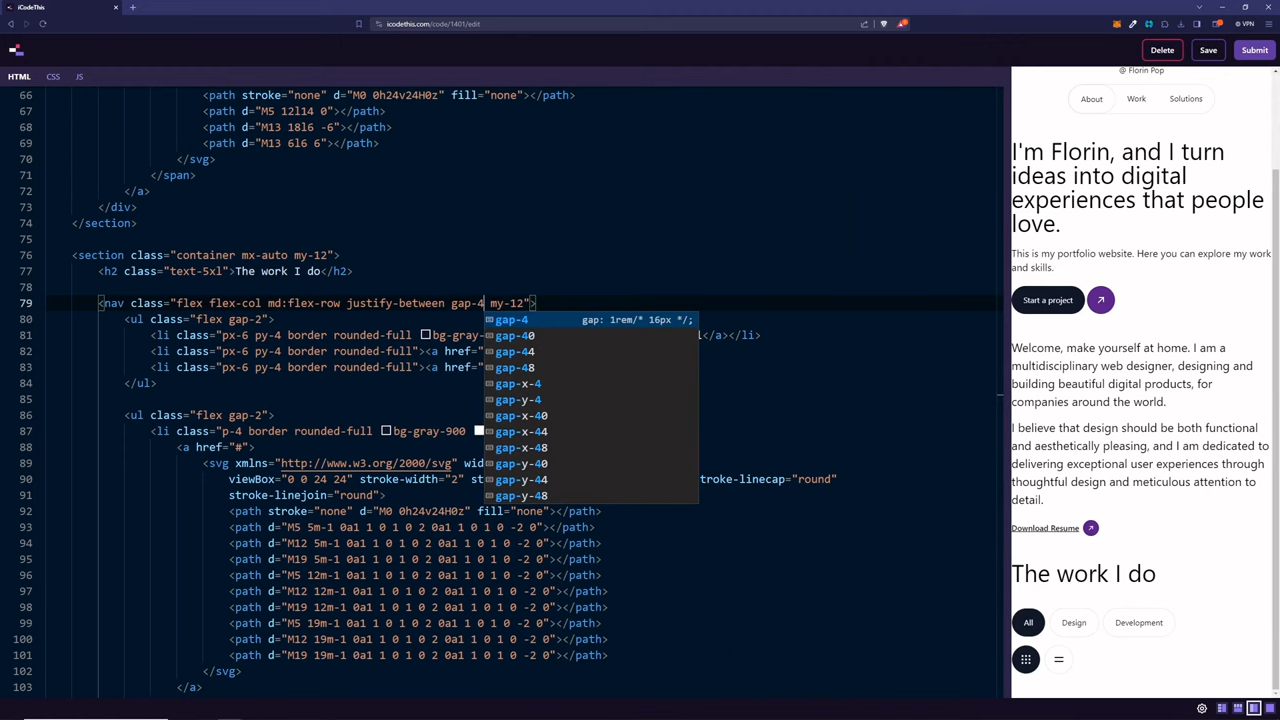 iCodeThis
icodethis.com/code/1401/edit
VPN
Delete
Save
Submit
HTML
CSS
JS
66 <path stroke="none" d="M0 0h24v24H0z" fill="none"></path>
67 <path d="M5 12l14 0"></path>
68 <path d="M13 18l6 -6"></path>
69 <path d="M13 6l6 6"></path>
70 </svg>
71 </span>
72 </a>
73 </div>
74 </section>
75
76 <section class="container mx-auto my-12">
77 <h2 class="text-5xl">The work I do</h2>
78
79 <nav class="flex flex-col md:flex-row justify-between gap-4 my-12">
80 <ul class="flex gap-2">
81 <li class="px-6 py-4 border rounded-full bg-gray- l</a></li>
82 <li class="px-6 py-4 border rounded-full"><a href="
83 <li class="px-6 py-4 border rounded-full"><a href="
84 </ul>
85
86 <ul class="flex gap-2">
87 <li class="p-4 border rounded-full bg-gray-900
88 <a href="#">
89 <svg xmlns="http://www.w3.org/2000/svg" wid
90 viewBox="0 0 24 24" stroke-width="2" st stroke-linecap="round"
91 stroke-linejoin="round">
92 <path stroke="none" d="M0 0h24v24H0z" fill="none"></path>
93 <path d="M5 5m-1 0a1 1 0 1 0 2 0a1 1 0 1 0 -2 0"></path>
94 <path d="M12 5m-1 0a1 1 0 1 0 2 0a1 1 0 1 0 -2 0"></path>
95 <path d="M19 5m-1 0a1 1 0 1 0 2 0a1 1 0 1 0 -2 0"></path>
96 <path d="M5 12m-1 0a1 1 0 1 0 2 0a1 1 0 1 0 -2 0"></path>
97 <path d="M12 12m-1 0a1 1 0 1 0 2 0a1 1 0 1 0 -2 0"></path>
98 <path d="M19 12m-1 0a1 1 0 1 0 2 0a1 1 0 1 0 -2 0"></path>
99 <path d="M5 19m-1 0a1 1 0 1 0 2 0a1 1 0 1 0 -2 0"></path>
100 <path d="M12 19m-1 0a1 1 0 1 0 2 0a1 1 0 1 0 -2 0"></path>
101 <path d="M19 19m-1 0a1 1 0 1 0 2 0a1 1 0 1 0 -2 0"></path>
102 </svg>
103 </a>
gap-4 gap: 1rem/* 16px */;
gap-40
gap-44
gap-48
gap-x-4
gap-y-4
gap-x-40
gap-x-44
gap-x-48
gap-y-40
gap-y-44
gap-y-48
@ Florin Pop
About Work Solutions
I'm Florin, and I turn
ideas into digital
experiences that people
love.
This is my portfolio website. Here you can explore my work
and skills.
Start a project
Welcome, make yourself at home. I am a
multidisciplinary web designer, designing and
building beautiful digital products, for
companies around the world.
I believe that design should be both functional
and aesthetically pleasing, and I am dedicated to
delivering exceptional user experiences through
thoughtful design and meticulous attention to
detail.
Download Resume
The work I do
All Design Development